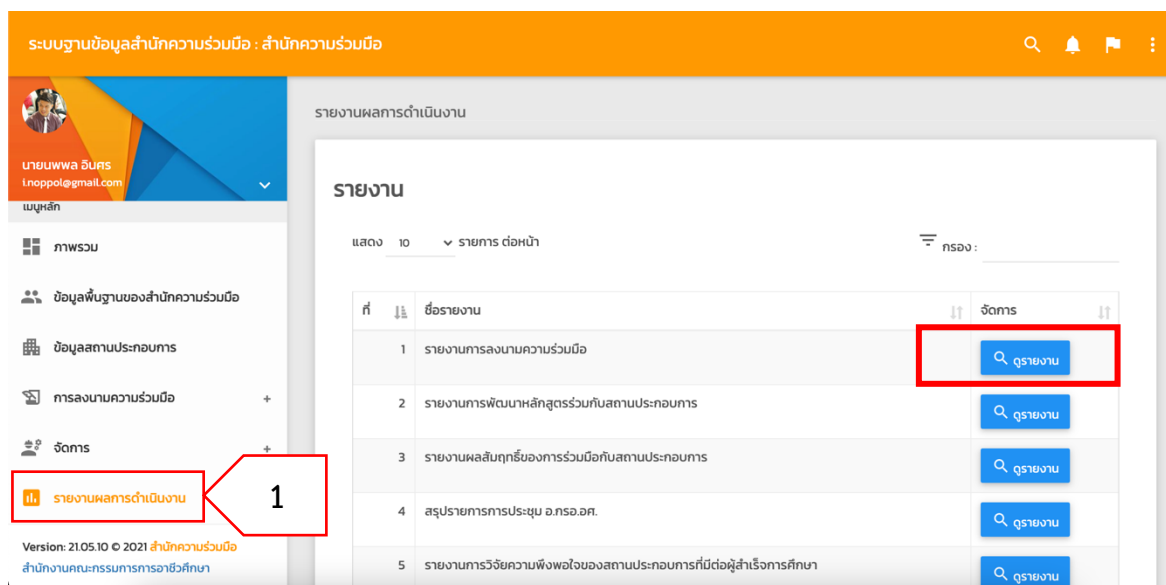 ระบบฐานข้อมูลสำนักความร่วมมือ : สำนักความร่วมมือ
นายนพพล อินศร
i.noppol@gmail.com
เมนูหลัก
ภาพรวม
ข้อมูลพื้นฐานของสำนักความร่วมมือ
ข้อมูลสถานประกอบการ
การลงนามความร่วมมือ +
จัดการ +
รายงานผลการดำเนินงาน
1
Version: 21.05.10 © 2021 สำนักความร่วมมือ
สำนักงานคณะกรรมการการอาชีวศึกษา
รายงานผลการดำเนินงาน
รายงาน
แสดง 10 รายการ ต่อหน้า กรอง :
ที่ ชื่อรายงาน จัดการ
1 รายงานการลงนามความร่วมมือ ดูรายงาน
2 รายงานการพัฒนาหลักสูตรร่วมกับสถานประกอบการ ดูรายงาน
3 รายงานผลสัมฤทธิ์ของการร่วมมือกับสถานประกอบการ ดูรายงาน
4 สรุปรายการการประชุม อ.กรอ.อศ. ดูรายงาน
5 รายงานการวิจัยความพึงพอใจของสถานประกอบการที่มีต่อผู้สำเร็จการศึกษา ดูรายงาน